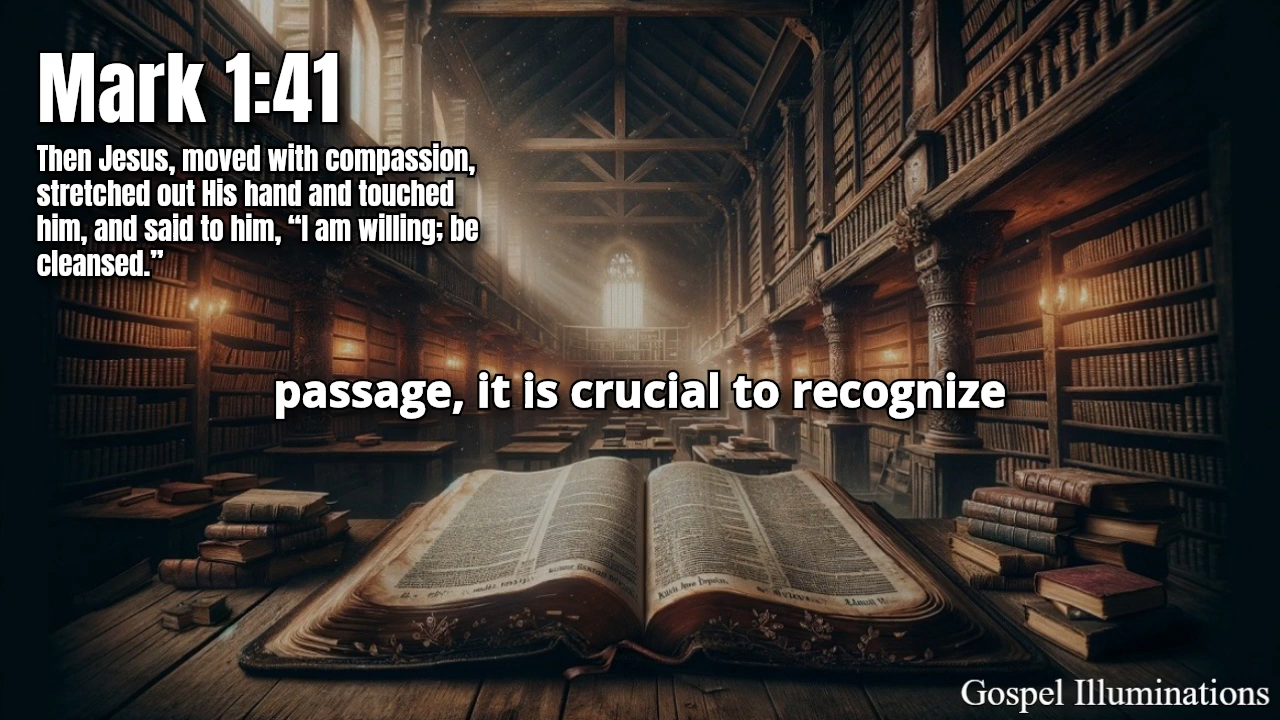 Mark 1:41
Then Jesus, moved with compassion,
stretched out His hand and touched
him, and said to him, “I am willing; be
cleansed.”
passage, it is crucial to recognize
Gospel Illuminations